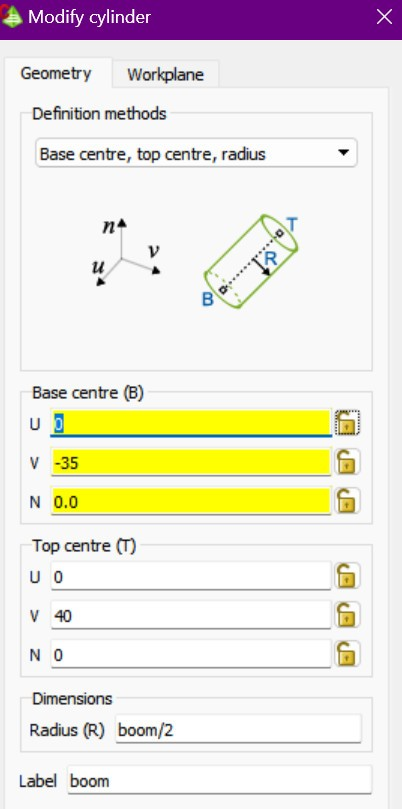 Modify cylinder
Geometry
Workplane
Definition methods
Base centre, top centre, radius
n
v
u
T
R
B
Base centre (B)
U 0
V -35
N 0.0
Top centre (T)
U 0
V 40
N 0
Dimensions
Radius (R) boom/2
Label boom